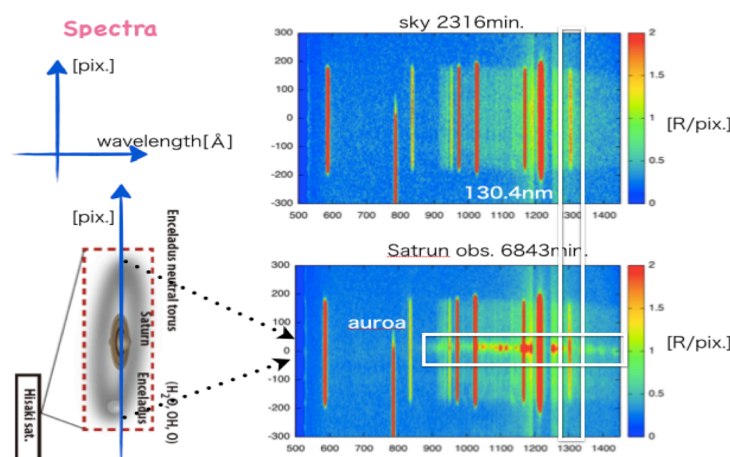 Spectra
[pix.]
wavelength[Å]
[pix.]
Enceladus neutral torus
Saturn
Enceladus
(H₂O, OH, O)
Hisaki sat.
sky 2316min.
300
200
100
0
-100
-200
-300
130.4nm
500 600 700 800 900 1000 1100 1200 1300 1400
2
1.5
1
0.5
0
[R/pix.]
Satrun obs. 6843min.
300
200
100
0
-100
-200
-300
auroa
500 600 700 800 900 1000 1100 1200 1300 1400
2
1.5
1
0.5
0
[R/pix.]